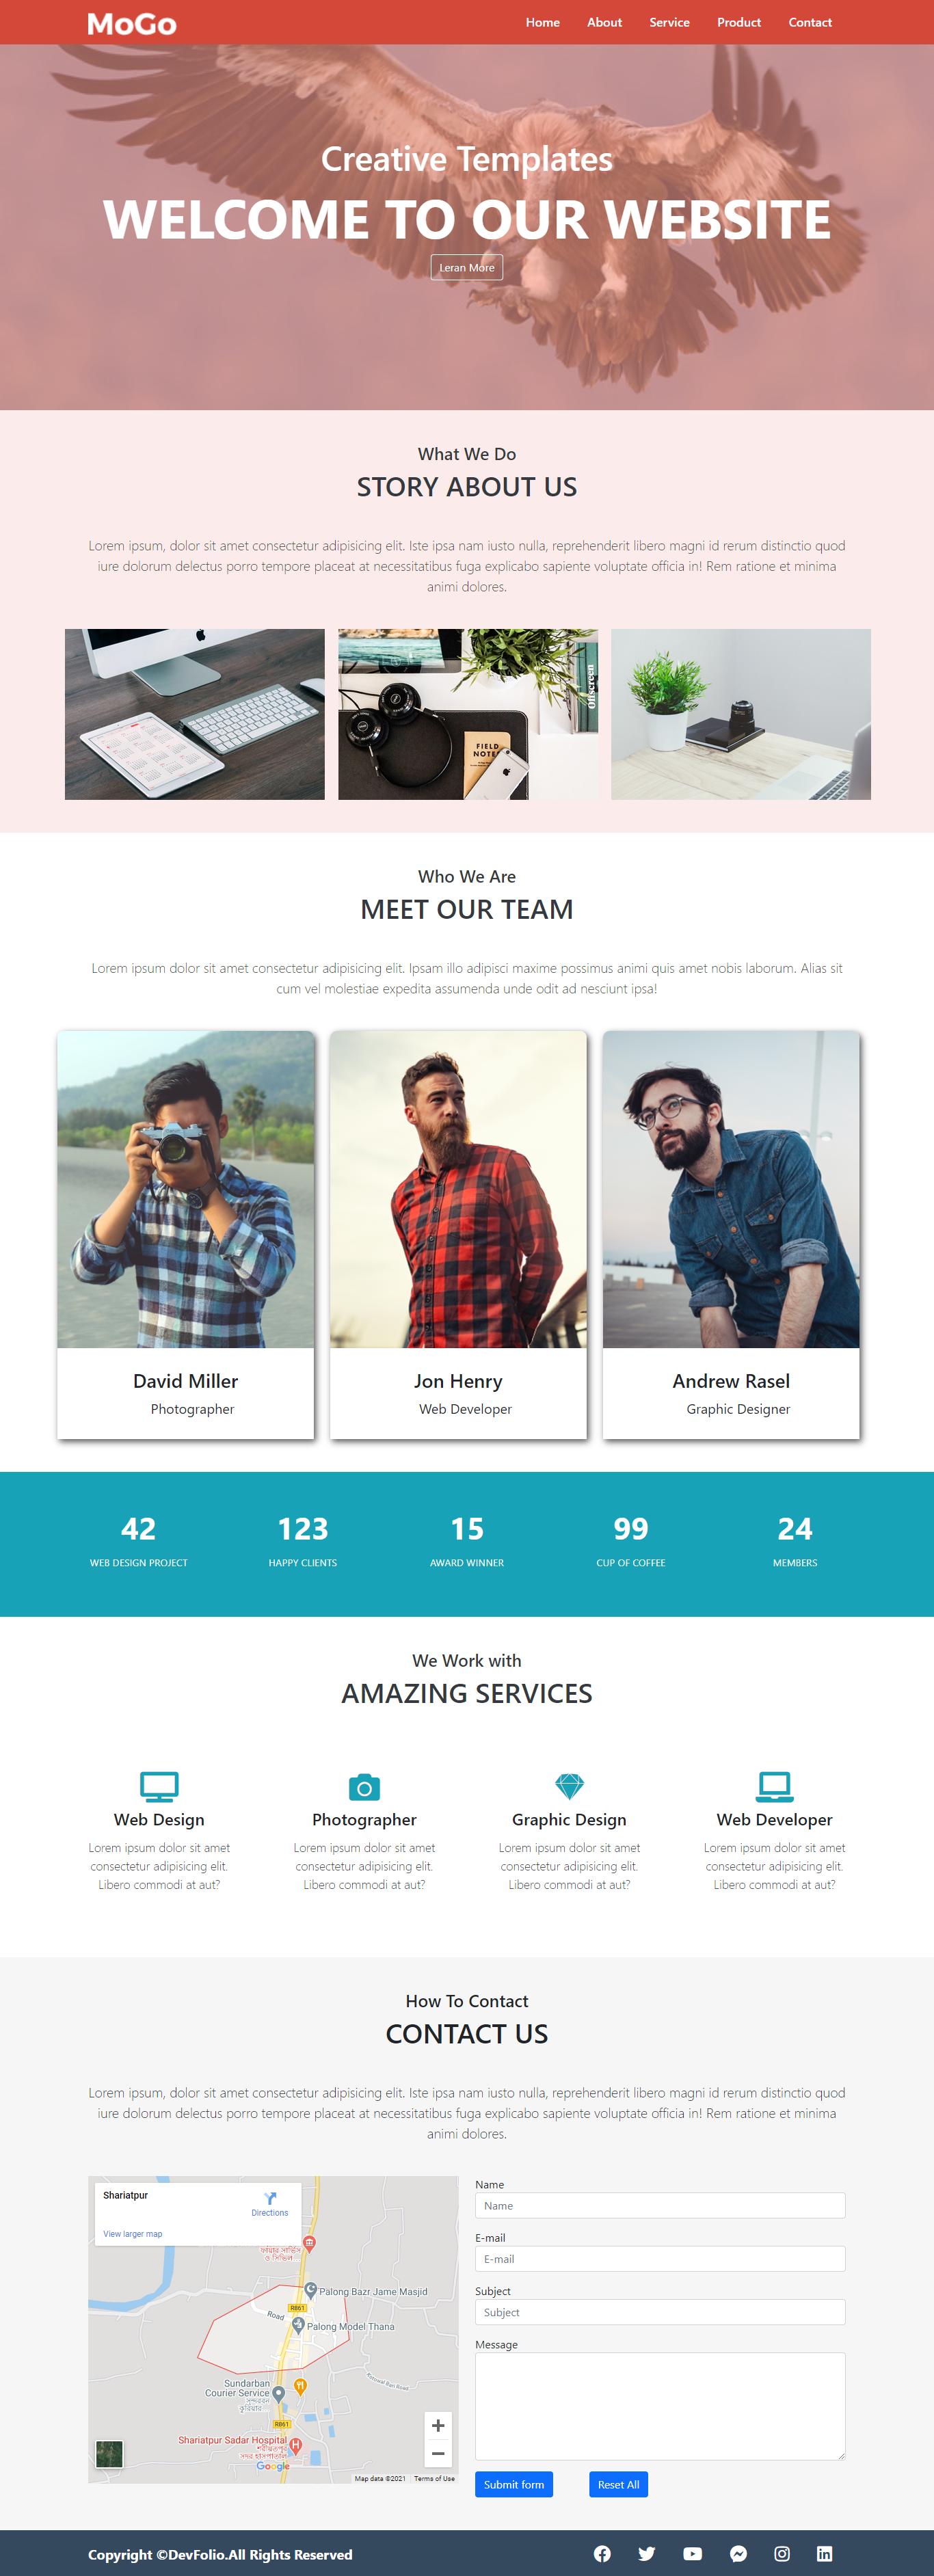 MoGo
Home About Service Product Contact
Creative Templates
WELCOME TO OUR WEBSITE
Leran More
What We Do
STORY ABOUT US
Lorem ipsum, dolor sit amet consectetur adipisicing elit. Iste ipsa nam iusto nulla, reprehenderit libero magni id rerum distinctio quod
iure dolorum delectus porro tempore placeat at necessitatibus fuga explicabo sapiente voluptate officia in! Rem ratione et minima
animi dolores.
Offscreen
FIELD
NOTES
Who We Are
MEET OUR TEAM
Lorem ipsum dolor sit amet consectetur adipisicing elit. Ipsam illo adipisci maxime possimus animi quis amet nobis laborum. Alias sit
cum vel molestiae expedita assumenda unde odit ad nesciunt ipsa!
David Miller
Photographer
Jon Henry
Web Developer
Andrew Rasel
Graphic Designer
42
WEB DESIGN PROJECT
123
HAPPY CLIENTS
15
AWARD WINNER
99
CUP OF COFFEE
24
MEMBERS
We Work with
AMAZING SERVICES
Web Design
Lorem ipsum dolor sit amet
consectetur adipisicing elit.
Libero commodi at aut?
Photographer
Lorem ipsum dolor sit amet
consectetur adipisicing elit.
Libero commodi at aut?
Graphic Design
Lorem ipsum dolor sit amet
consectetur adipisicing elit.
Libero commodi at aut?
Web Developer
Lorem ipsum dolor sit amet
consectetur adipisicing elit.
Libero commodi at aut?
How To Contact
CONTACT US
Lorem ipsum, dolor sit amet consectetur adipisicing elit. Iste ipsa nam iusto nulla, reprehenderit libero magni id rerum distinctio quod
iure dolorum delectus porro tempore placeat at necessitatibus fuga explicabo sapiente voluptate officia in! Rem ratione et minima
animi dolores.
Shariatpur
Directions
View larger map
ফায়ার সার্ভিস
ও সিভিল
Palong Bazr Jame Masjid
R861
Road
Palong Model Thana
Sundarban
Courier Service
সুন্দরবন
কুরিয়ার
R861
Shariatpur Sadar Hospital
শরীয়তপুর
সদর হাসপাতাল
Google
Map data ©2021 Terms of Use
Name
Name
E-mail
E-mail
Subject
Subject
Message
Submit form Reset All
Copyright ©DevFolio.All Rights Reserved